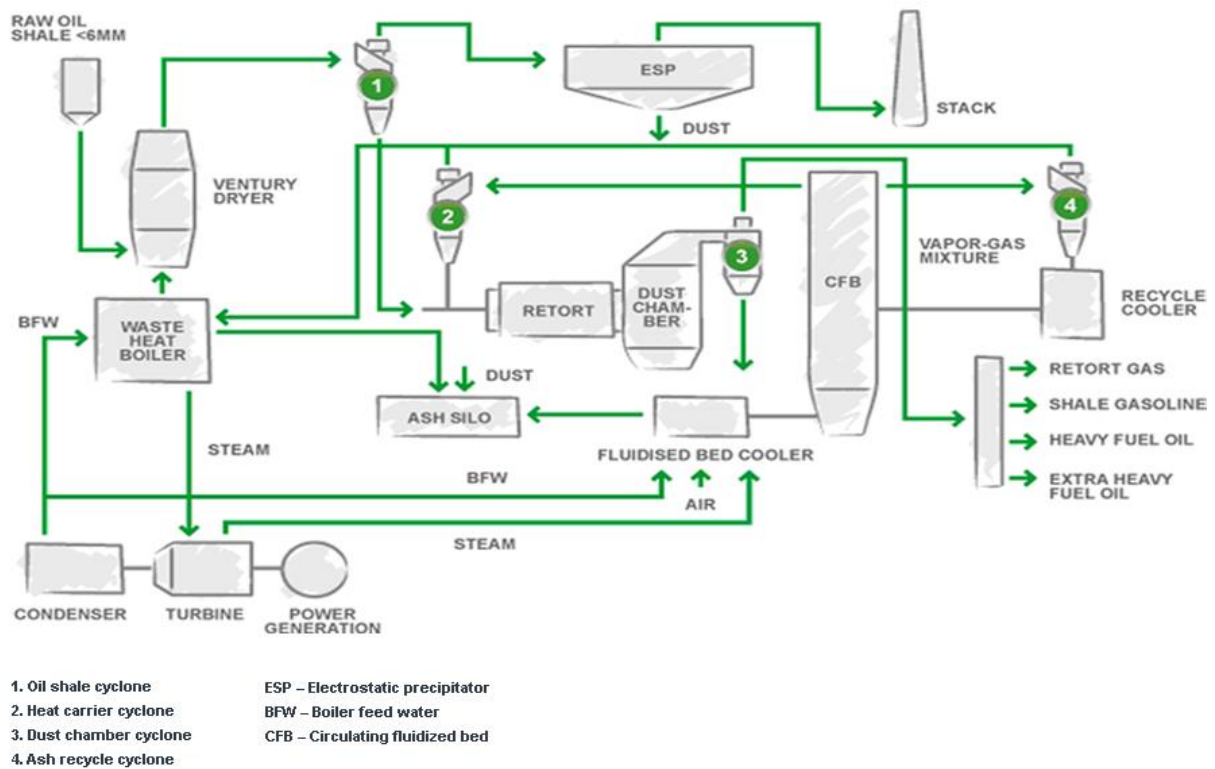 RAW OIL
SHALE <6MM
1
ESP
STACK
DUST
VENTURY
DRYER
2
3
4
VAPOR-GAS
MIXTURE
CFB
RETORT
DUST
CHAM-
BER
RECYCLE
COOLER
BFW
WASTE
HEAT
BOILER
DUST
ASH SILO
RETORT GAS
SHALE GASOLINE
HEAVY FUEL OIL
EXTRA HEAVY
FUEL OIL
FLUIDISED BED COOLER
STEAM
BFW
AIR
STEAM
CONDENSER
TURBINE
POWER
GENERATION
1. Oil shale cyclone
2. Heat carrier cyclone
3. Dust chamber cyclone
4. Ash recycle cyclone
ESP – Electrostatic precipitator
BFW – Boiler feed water
CFB – Circulating fluidized bed